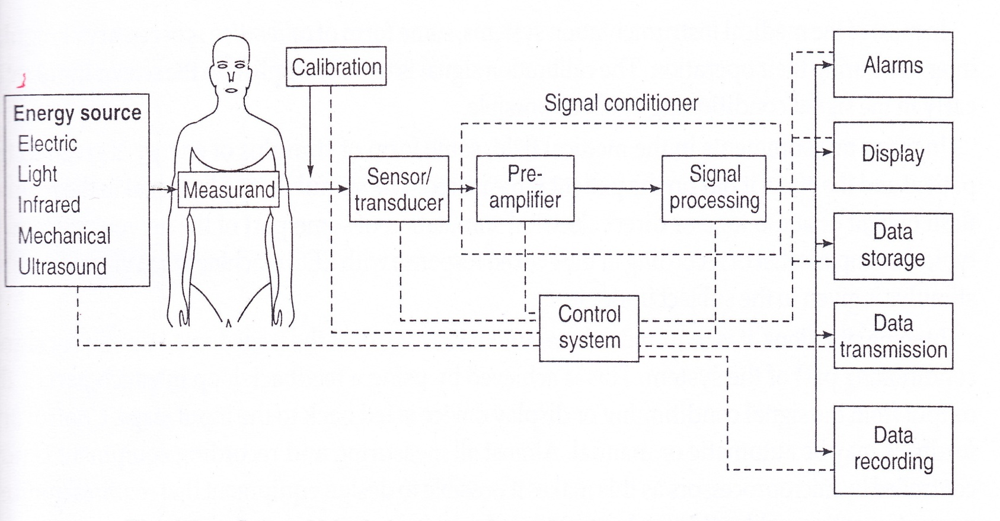 Calibration
Alarms
Signal conditioner
Energy source
Electric
Light
Infrared
Mechanical
Ultrasound
Measurand
Sensor/
transducer
Pre-
amplifier
Signal
processing
Display
Data
storage
Control
system
Data
transmission
Data
recording